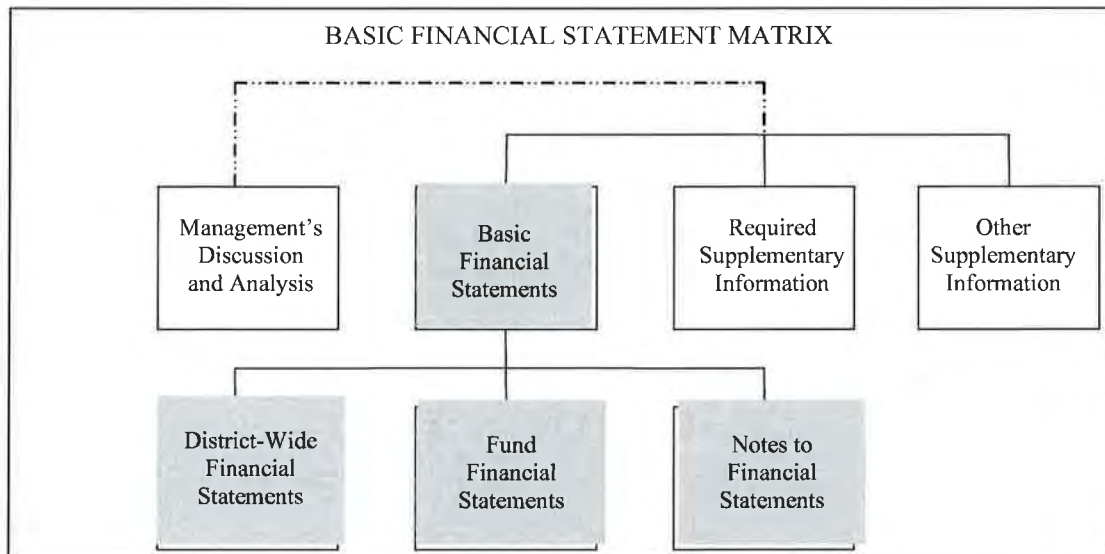 BASIC FINANCIAL STATEMENT MATRIX
Management’s
Discussion
and Analysis
Basic
Financial
Statements
Required
Supplementary
Information
Other
Supplementary
Information
District-Wide
Financial
Statements
Fund
Financial
Statements
Notes to
Financial
Statements